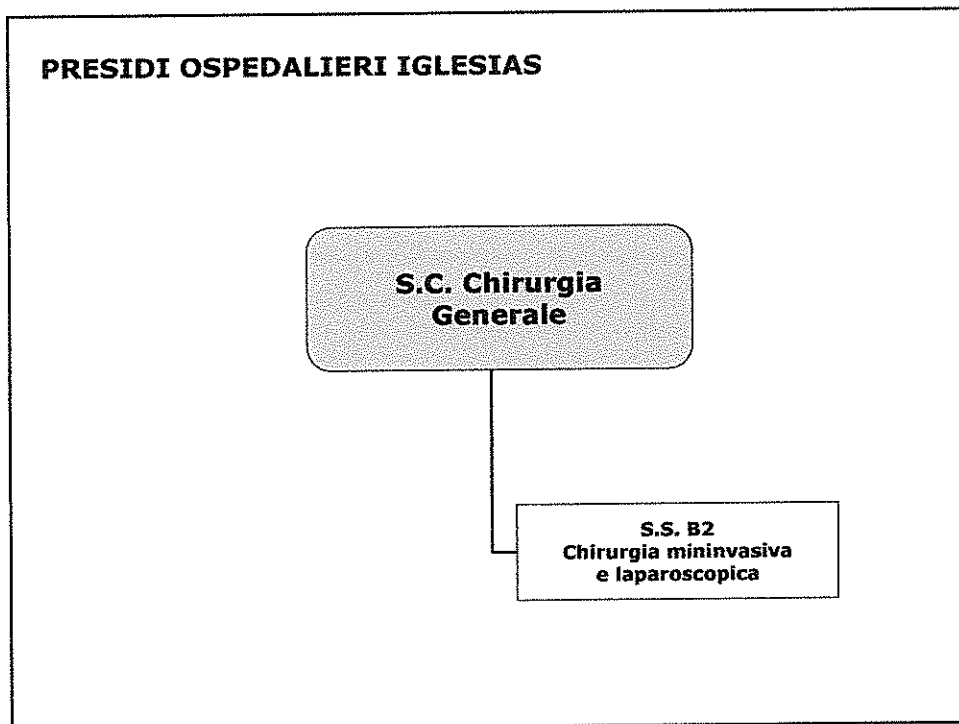 PRESIDI OSPEDALIERI IGLESIAS
S.C. Chirurgia
Generale
S.S. B2
Chirurgia mininvasiva
e laparoscopica